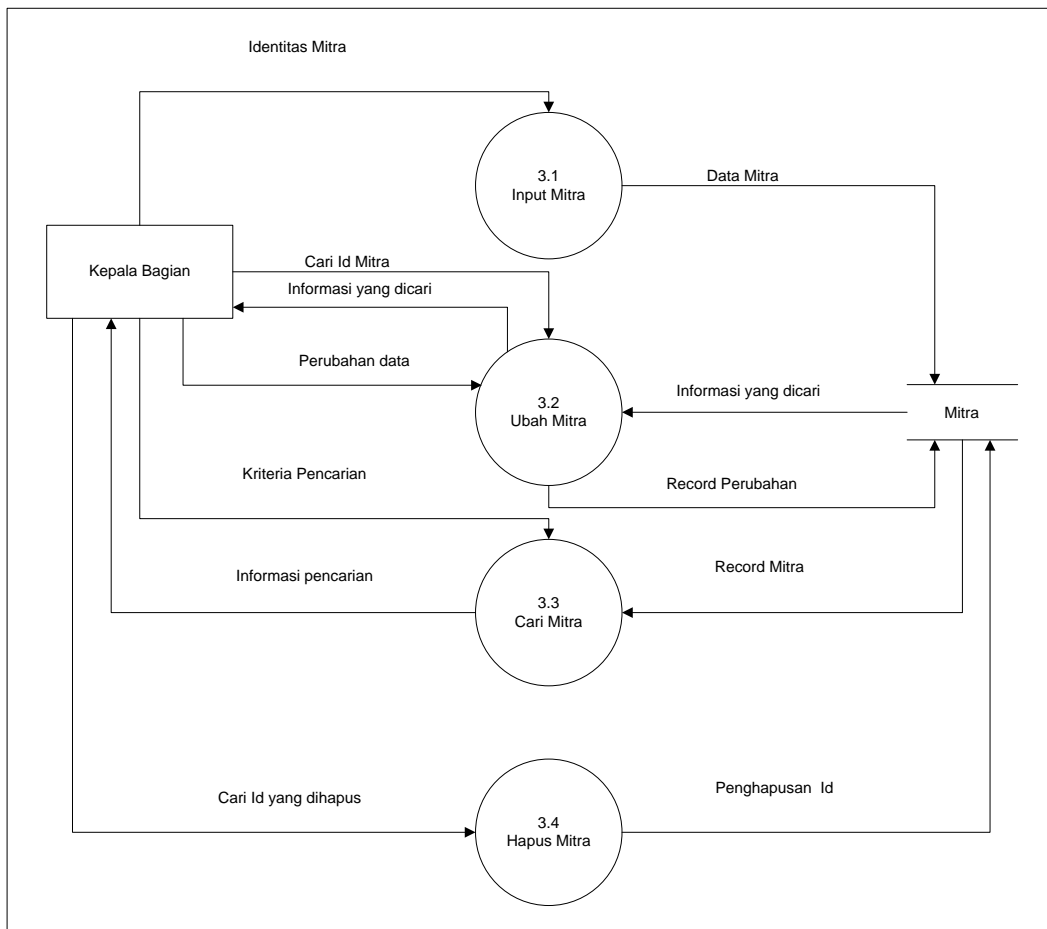 Identitas Mitra
3.1
Input Mitra
Data Mitra
Kepala Bagian
Cari Id Mitra
Informasi yang dicari
Perubahan data
3.2
Ubah Mitra
Informasi yang dicari
Mitra
Kriteria Pencarian
Record Perubahan
Informasi pencarian
3.3
Cari Mitra
Record Mitra
Cari Id yang dihapus
3.4
Hapus Mitra
Penghapusan  Id